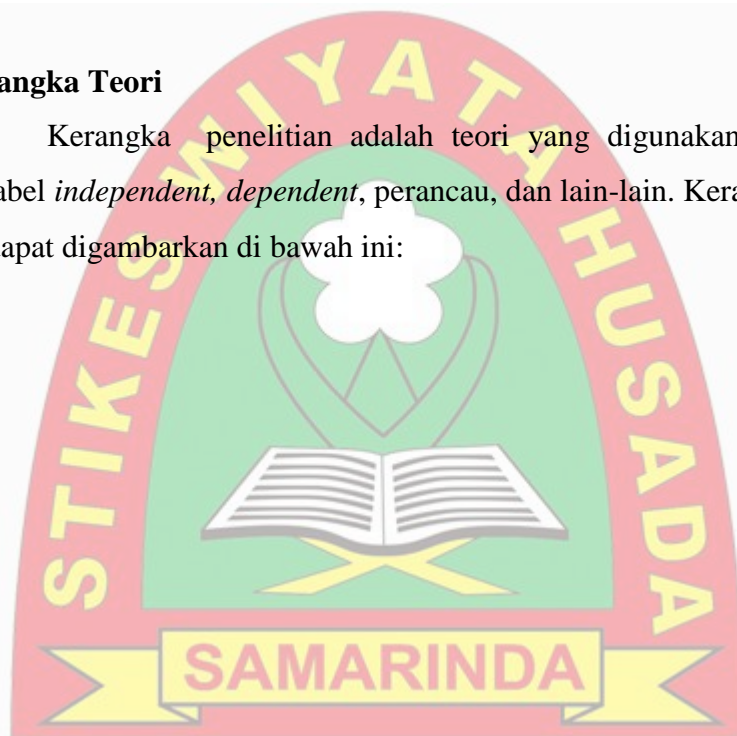 angka Teori
Kerangka penelitian adalah teori yang digunakan
abel independent, dependent, perancau, dan lain-lain. Kera
dapat digambarkan di bawah ini:
STIKES WIYATA HUSADA
SAMARINDA